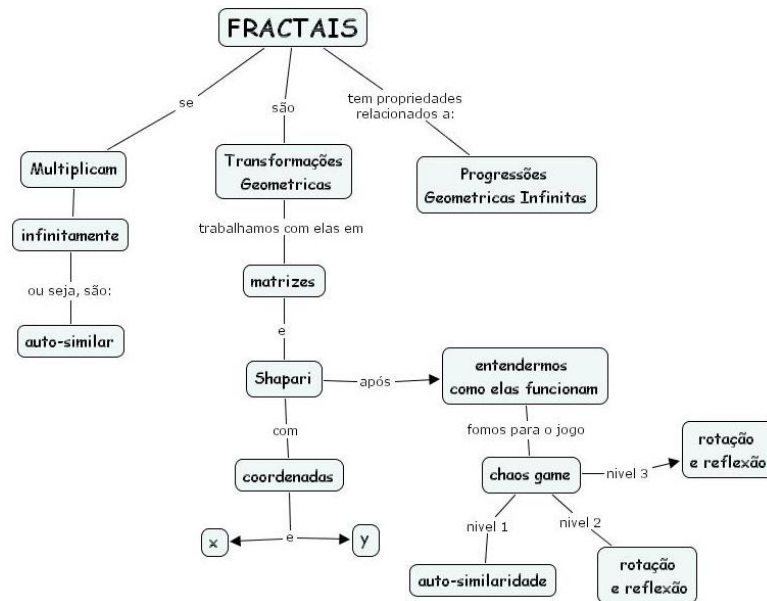 FRACTAIS
se
são
tem propriedades
relacionados a:
Multiplicam
Transformações
Geometricas
Progressões
Geometricas Infinitas
infinitamente
trabalhamos com elas em
ou seja, são:
matrizes
auto-similar
e
Shapari
após
entendermos
como elas funcionam
com
fomos para o jogo
coordenadas
chaos game
nivel 3
rotação
e reflexão
x
e
y
nivel 1
nivel 2
auto-similaridade
rotação
e reflexão